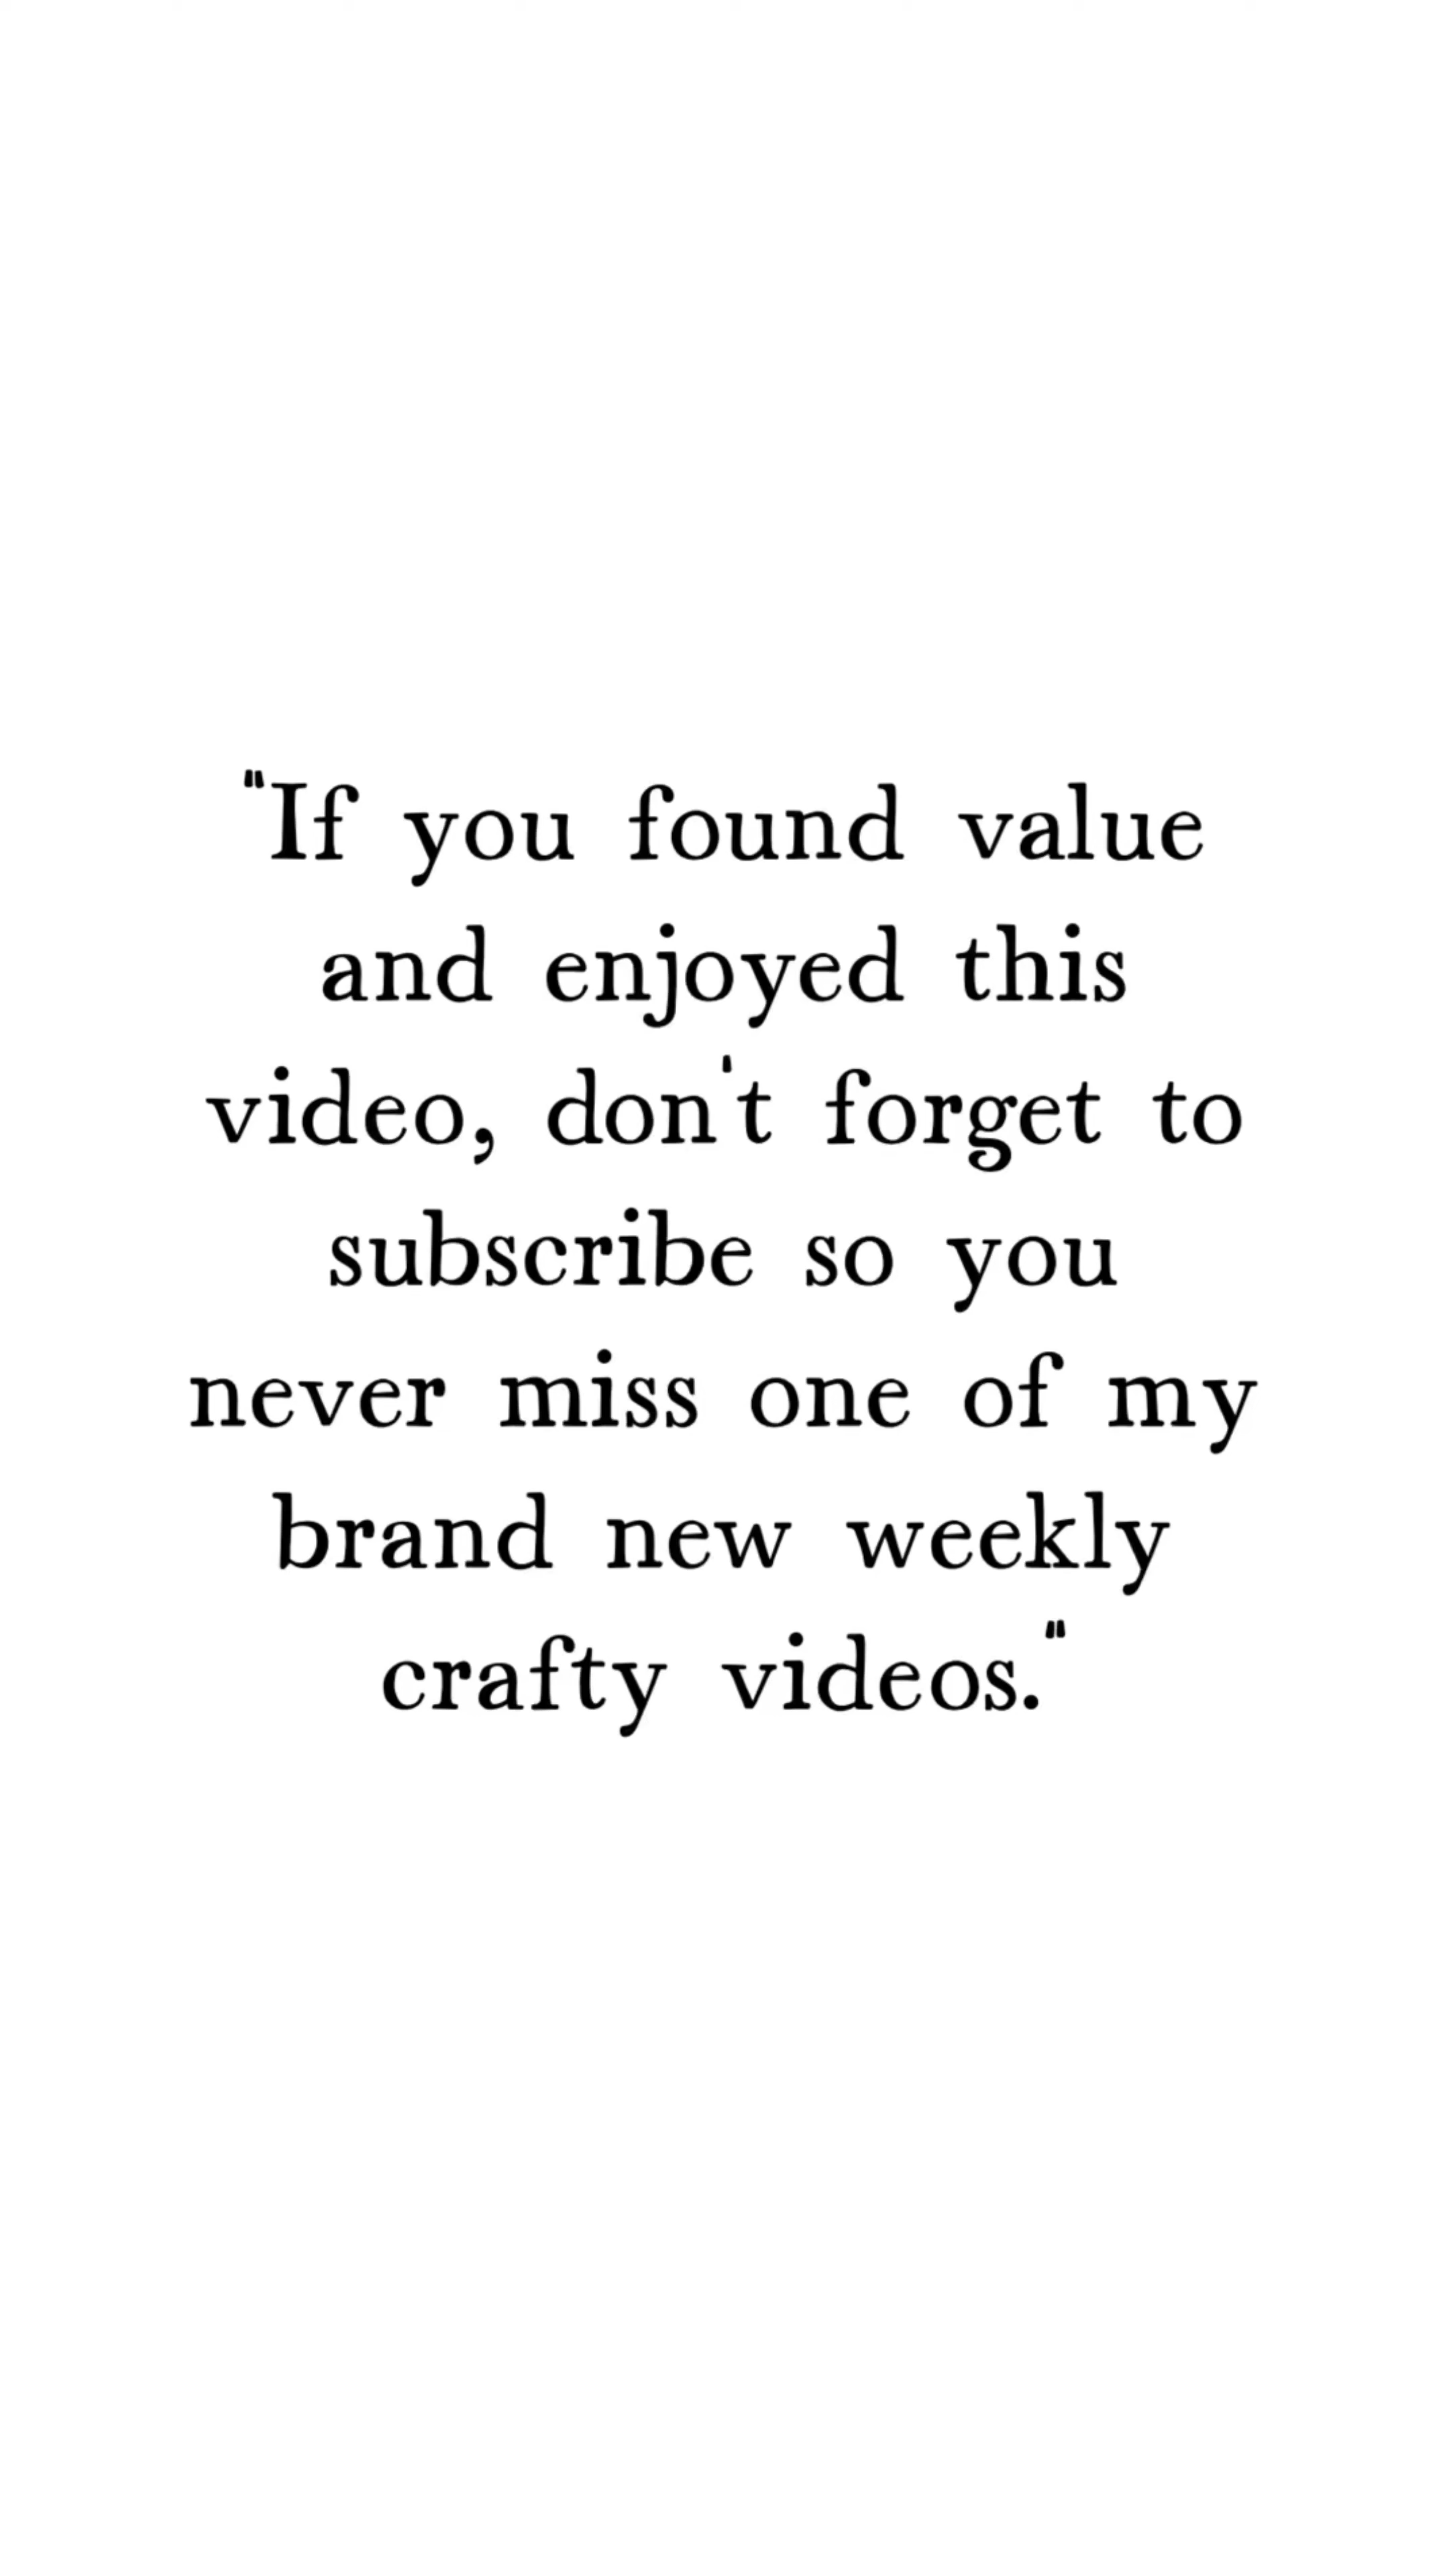 "If you found value
and enjoyed this
video, don't forget to
subscribe so you
never miss one of my
brand new weekly
crafty videos."